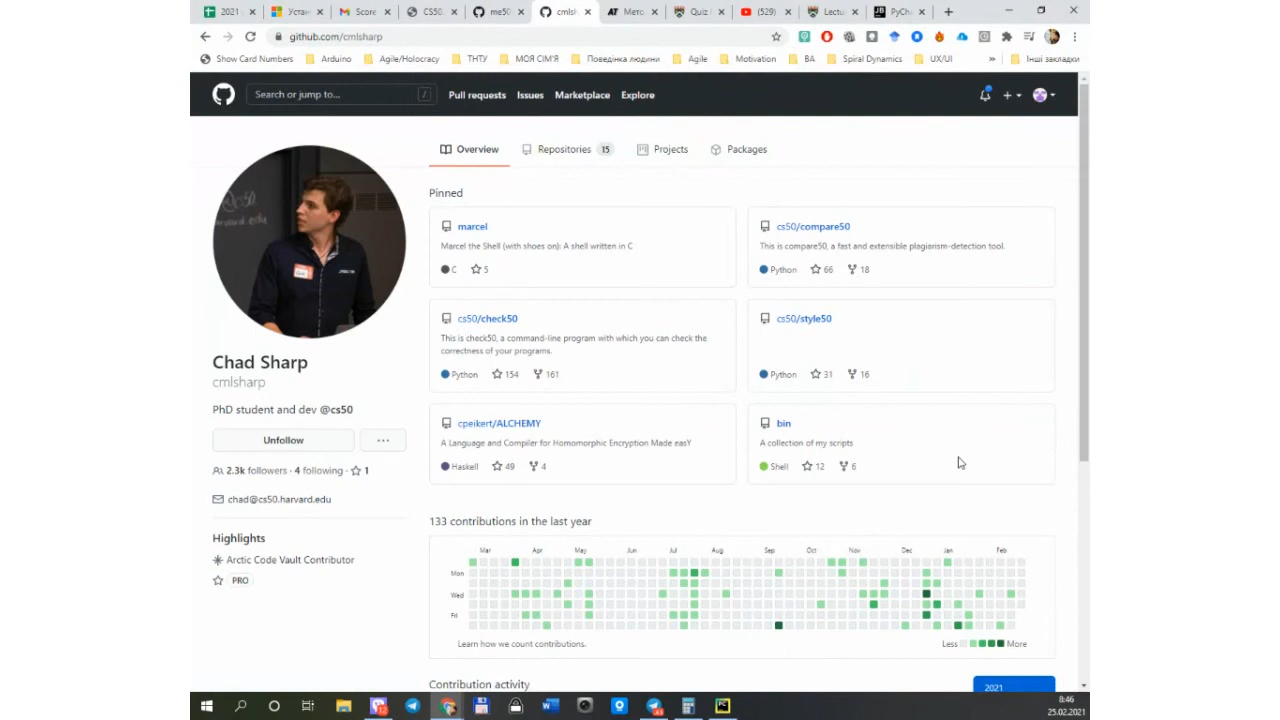 2021 Устан Score CS50. me50 cmlsh Мето Quiz (529) Lectu PyCha
github.com/cmlsharp
Show Card Numbers Arduino Agile/Holocracy ТНТУ МОЯ СІМ'Я Поведінка людини Agile Motivation BA Spiral Dynamics UX/UI » Інші закладки
Search or jump to... / Pull requests Issues Marketplace Explore
Overview Repositories 15 Projects Packages
Pinned
marcel
Marcel the Shell (with shoes on): A shell written in C
C 5
cs50/compare50
This is compare50, a fast and extensible plagiarism-detection tool.
Python 66 18
cs50/check50
This is check50, a command-line program with which you can check the
correctness of your programs.
Python 154 161
cs50/style50
Python 31 16
cpeikert/ALCHEMY
A Language and Compiler for Homomorphic Encryption Made easY
Haskell 49 4
bin
A collection of my scripts
Shell 12 6
Chad Sharp
cmlsharp
PhD student and dev @cs50
Unfollow
2.3k followers · 4 following · 1
chad@cs50.harvard.edu
Highlights
Arctic Code Vault Contributor
PRO
133 contributions in the last year
Mar Apr May Jun Jul Aug Sep Oct Nov Dec Jan Feb
Mon
Wed
Fri
Learn how we count contributions. Less More
Contribution activity
2021
8:46
25.02.2021